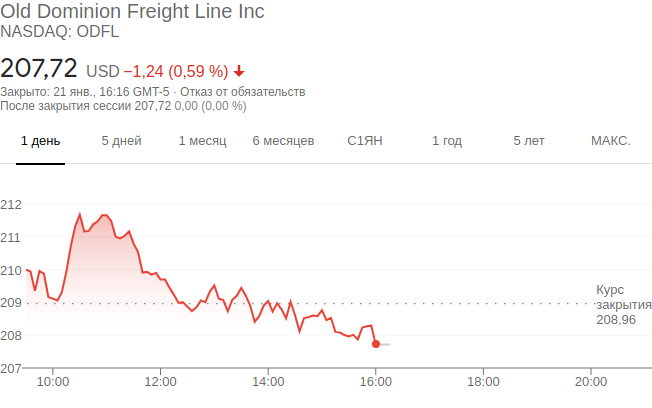 Old Dominion Freight Line Inc
NASDAQ: ODFL
207,72 USD −1,24 (0,59 %)
Закрыто: 21 янв., 16:16 GMT-5 · Отказ от обязательств
После закрытия сессии 207,72 0,00 (0,00 %)
1 день 5 дней 1 месяц 6 месяцев С1ЯН 1 год 5 лет МАКС.
212
211
210
209
208
207
Курс
закрытия
208,96
10:00 12:00 14:00 16:00 18:00 20:00